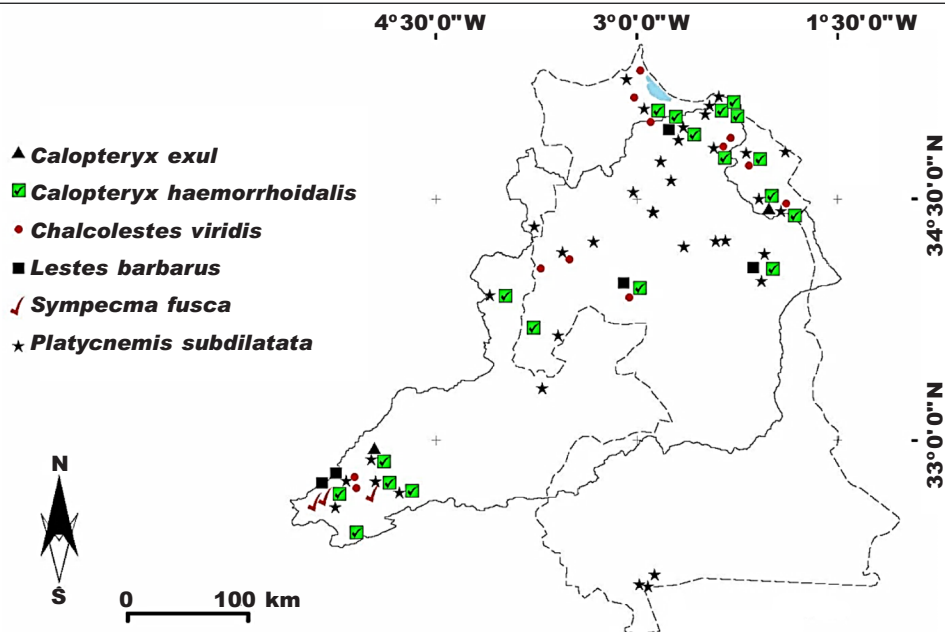 4°30'0"W 3°0'0"W 1°30'0"W
Calopteryx exul
Calopteryx haemorrhoidalis
Chalcolestes viridis
Lestes barbarus
Sympecma fusca
Platycnemis subdilatata
34°30'0"N
33°0'0"N
N
S
0 100 km